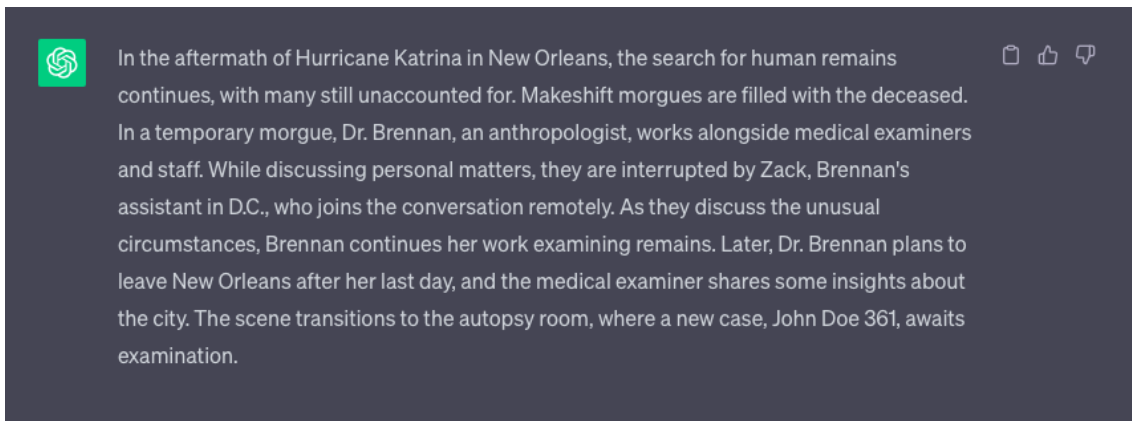 In the aftermath of Hurricane Katrina in New Orleans, the search for human remains
continues, with many still unaccounted for. Makeshift morgues are filled with the deceased.
In a temporary morgue, Dr. Brennan, an anthropologist, works alongside medical examiners
and staff. While discussing personal matters, they are interrupted by Zack, Brennan's
assistant in D.C., who joins the conversation remotely. As they discuss the unusual
circumstances, Brennan continues her work examining remains. Later, Dr. Brennan plans to
leave New Orleans after her last day, and the medical examiner shares some insights about
the city. The scene transitions to the autopsy room, where a new case, John Doe 361, awaits
examination.